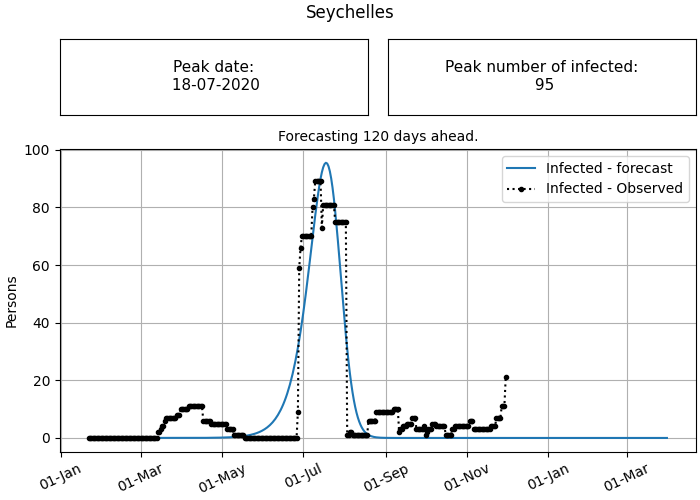 Seychelles
Peak date:
18-07-2020
Peak number of infected:
95
Forecasting 120 days ahead.
Infected - forecast
Infected - Observed
Persons
100
80
60
40
20
0
01-Jan
01-Mar
01-May
01-Jul
01-Sep
01-Nov
01-Jan
01-Mar